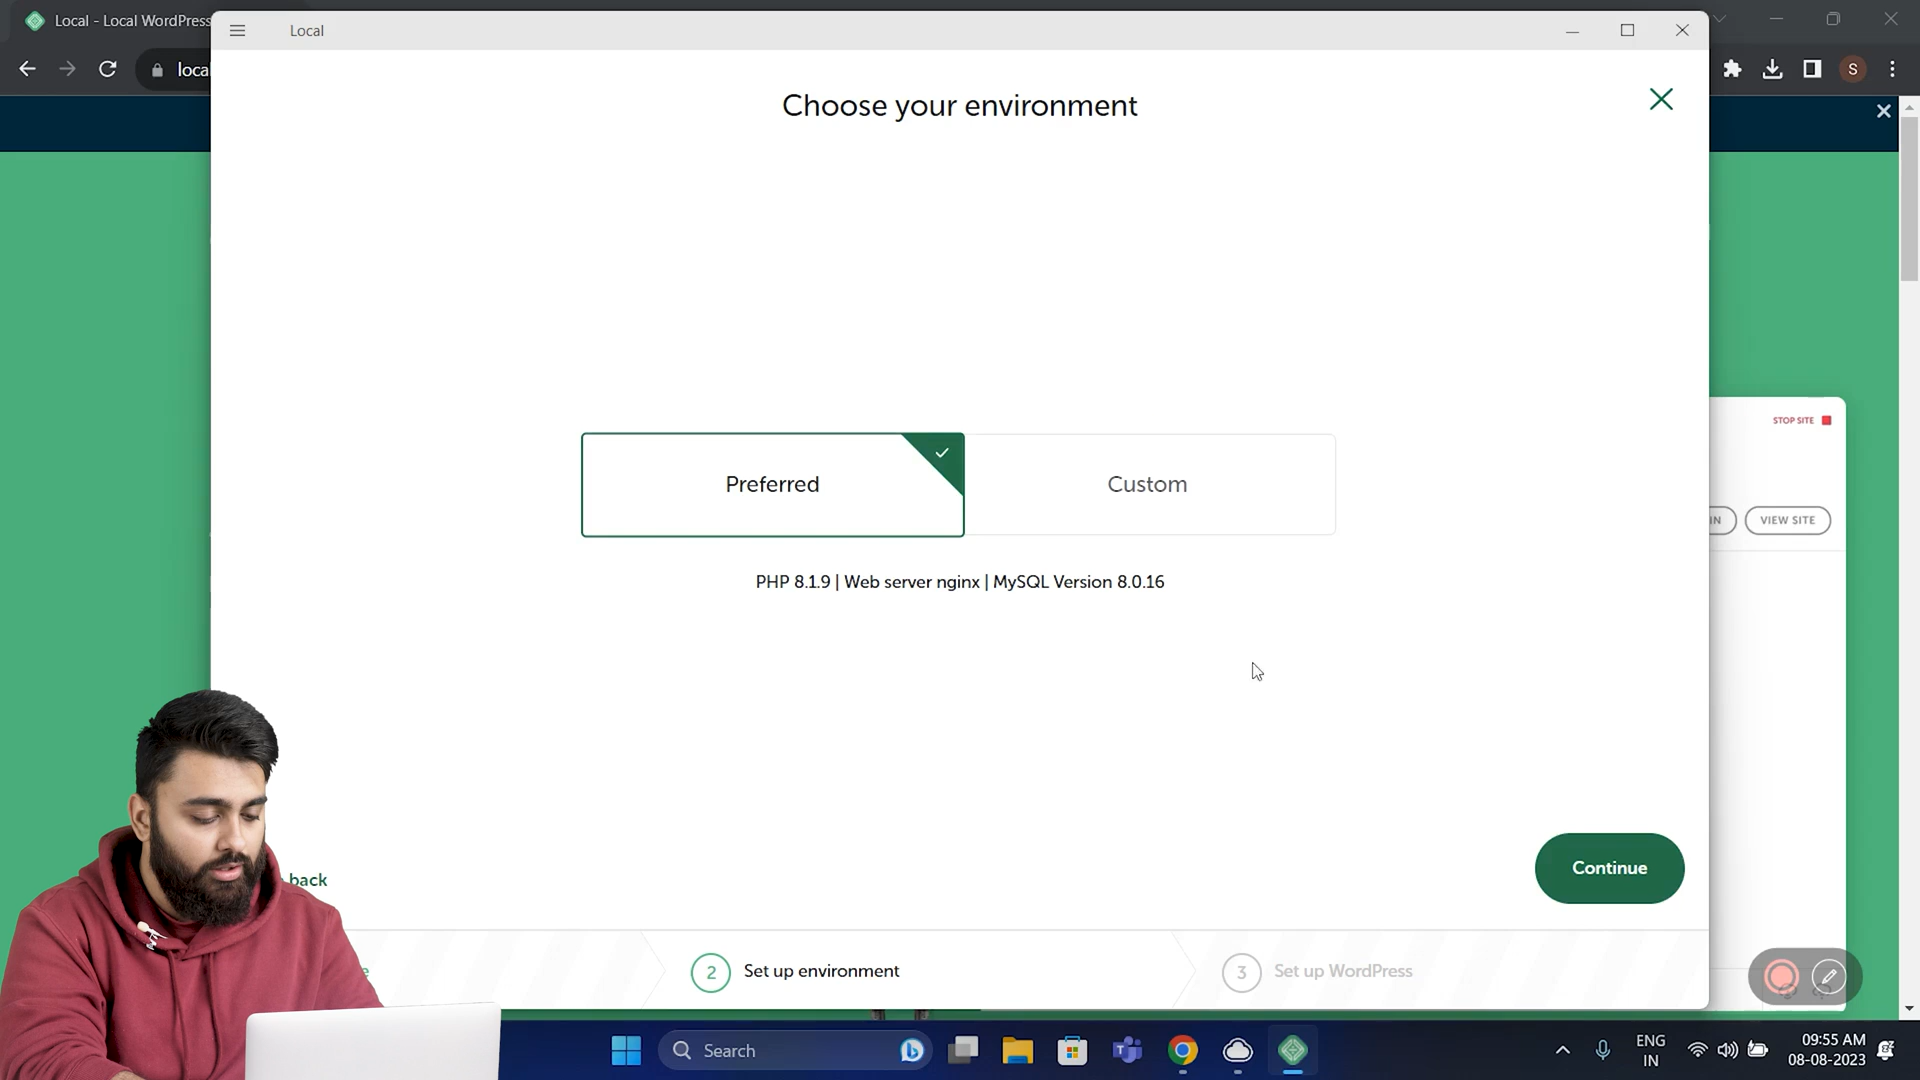 Local - Local WordPress
Local
local
S
Choose your environment
STOP SITE
Preferred
Custom
IN
VIEW SITE
PHP 8.1.9 | Web server nginx | MySQL Version 8.0.16
Continue
back
2
Set up environment
3
Set up WordPress
Search
ENG
IN
09:55 AM
08-08-2023